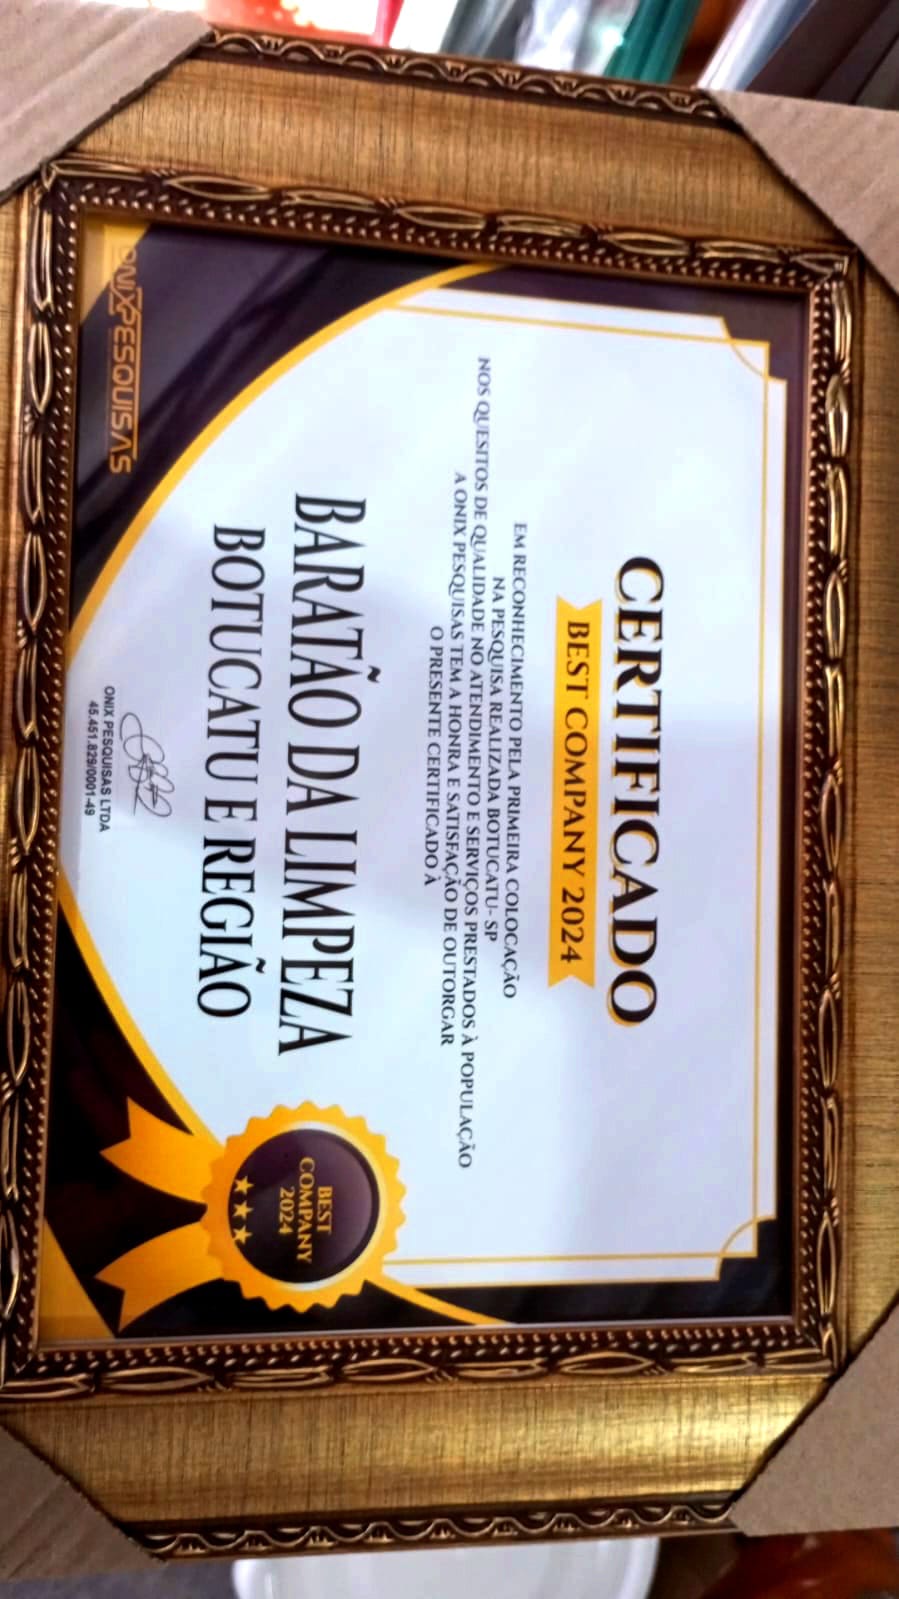 CERTIFICADO
BEST COMPANY 2024
EM RECONHECIMENTO PELA PRIMEIRA COLOCAÇÃO
NA PESQUISA REALIZADA BOTUCATU- SP
NOS QUESITOS DE QUALIDADE NO ATENDIMENTO E SERVIÇOS PRESTADOS À POPULAÇÃO
A ONIX PESQUISAS TEM A HONRA E SATISFAÇÃO DE OUTORGAR
O PRESENTE CERTIFICADO À
BARATÃO DA LIMPEZA
BOTUCATU E REGIÃO
ONIX PESQUISAS LTDA
45.451.829/0001-49
ONIXPESQUISAS
BEST
COMPANY
2024